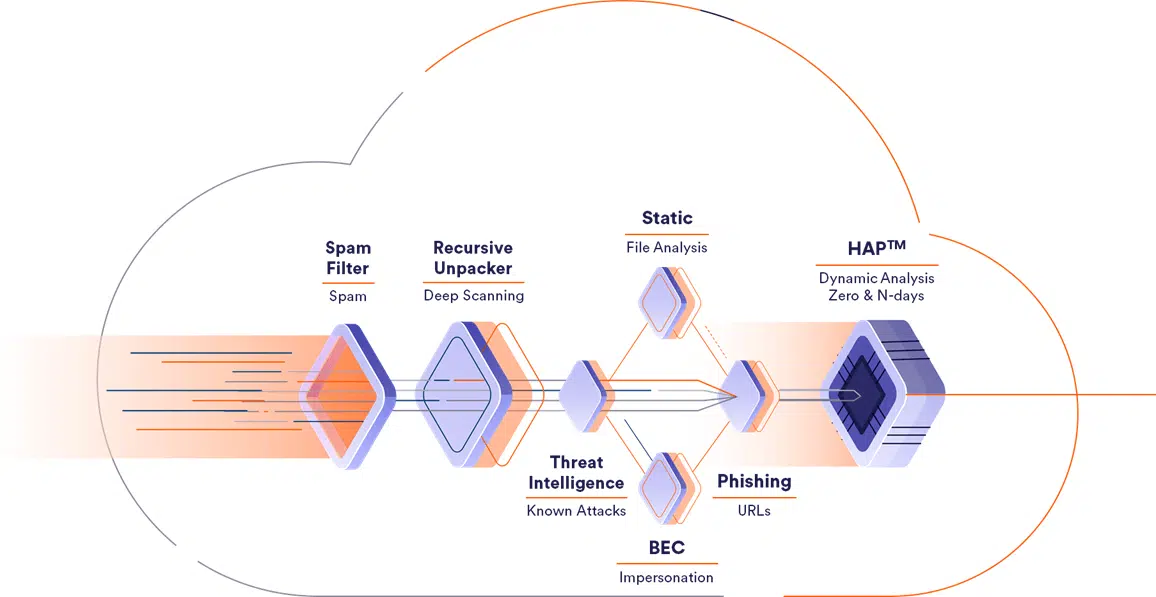 Spam
Filter
Spam
Recursive
Unpacker
Deep Scanning
Threat
Intelligence
Known Attacks
Static
File Analysis
BEC
Impersonation
Phishing
URLs
HAP™
Dynamic Analysis
Zero & N-days